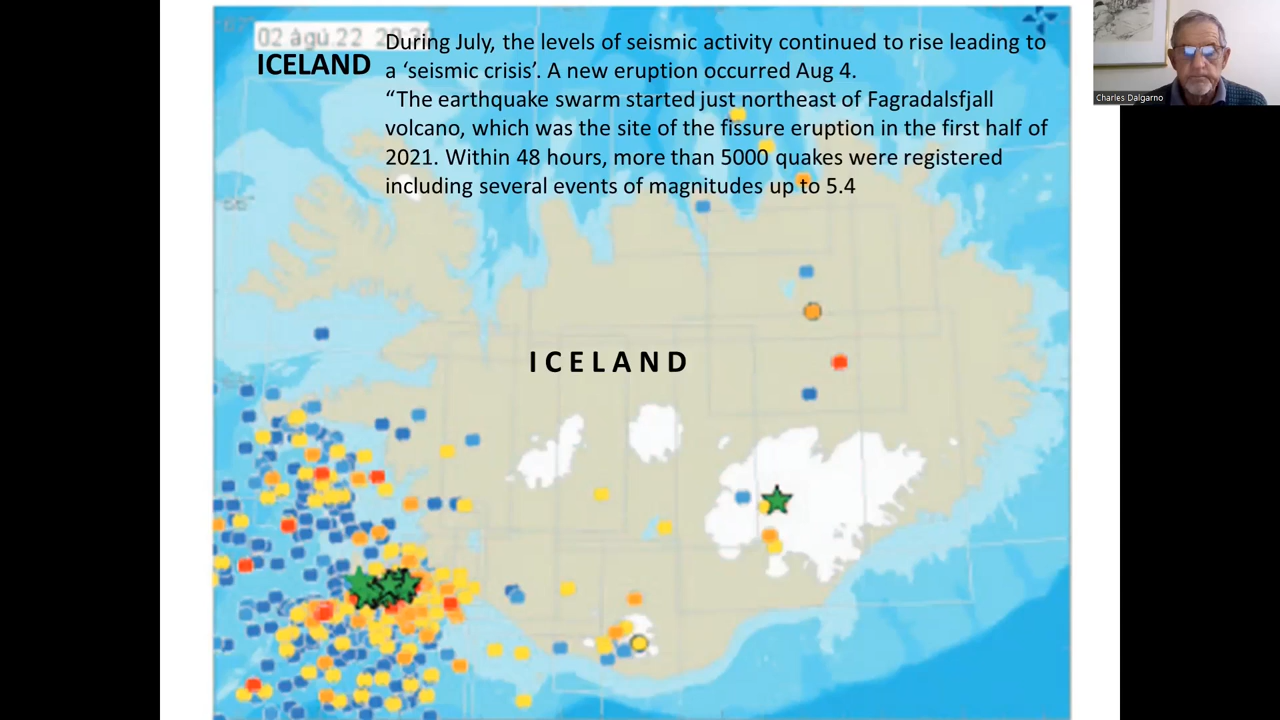 02 ágú 22
During July, the levels of seismic activity continued to rise leading to
ICELAND
a ‘seismic crisis’. A new eruption occurred Aug 4.
“The earthquake swarm started just northeast of Fagradalsfjall
volcano, which was the site of the fissure eruption in the first half of
2021. Within 48 hours, more than 5000 quakes were registered
including several events of magnitudes up to 5.4
ICELAND
Charles Dalgarno